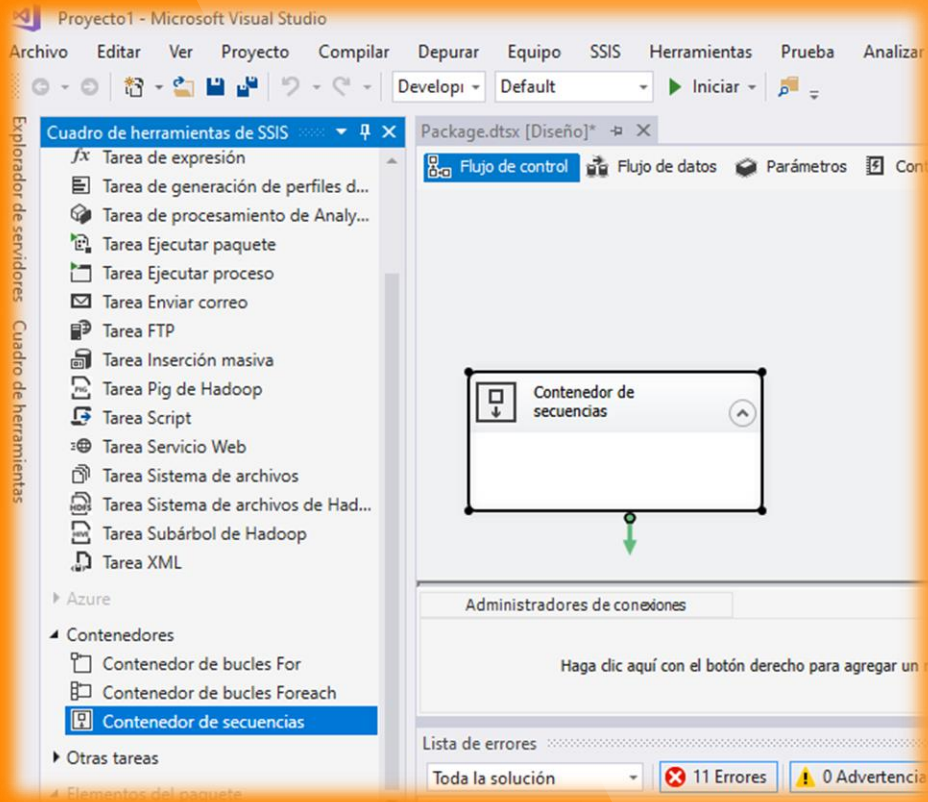 Proyecto1 - Microsoft Visual Studio
Archivo Editar Ver Proyecto Compilar Depurar Equipo SSIS Herramientas Prueba Analizar
Default Iniciar
Explorador de servidores
Cuadro de herramientas
Cuadro de herramientas de SSIS
fx Tarea de expresión
Tarea de generación de perfiles d...
Tarea de procesamiento de Analy...
Tarea Ejecutar paquete
Tarea Ejecutar proceso
Tarea Enviar correo
Tarea FTP
Tarea Inserción masiva
Tarea Pig de Hadoop
Tarea Script
Tarea Servicio Web
Tarea Sistema de archivos
Tarea Sistema de archivos de Had...
Tarea Subárbol de Hadoop
Tarea XML
Azure
Contenedores
Contenedor de bucles For
Contenedor de bucles Foreach
Contenedor de secuencias
Otras tareas
Elementos del paquete
Package.dtsx [Diseño]*
Flujo de control Flujo de datos Parámetros
Contenedor de
secuencias
Administradores de conexiones
Haga clic aquí con el botón derecho para agregar un
Lista de errores
Toda la solución 11 Errores 0 Advertencia